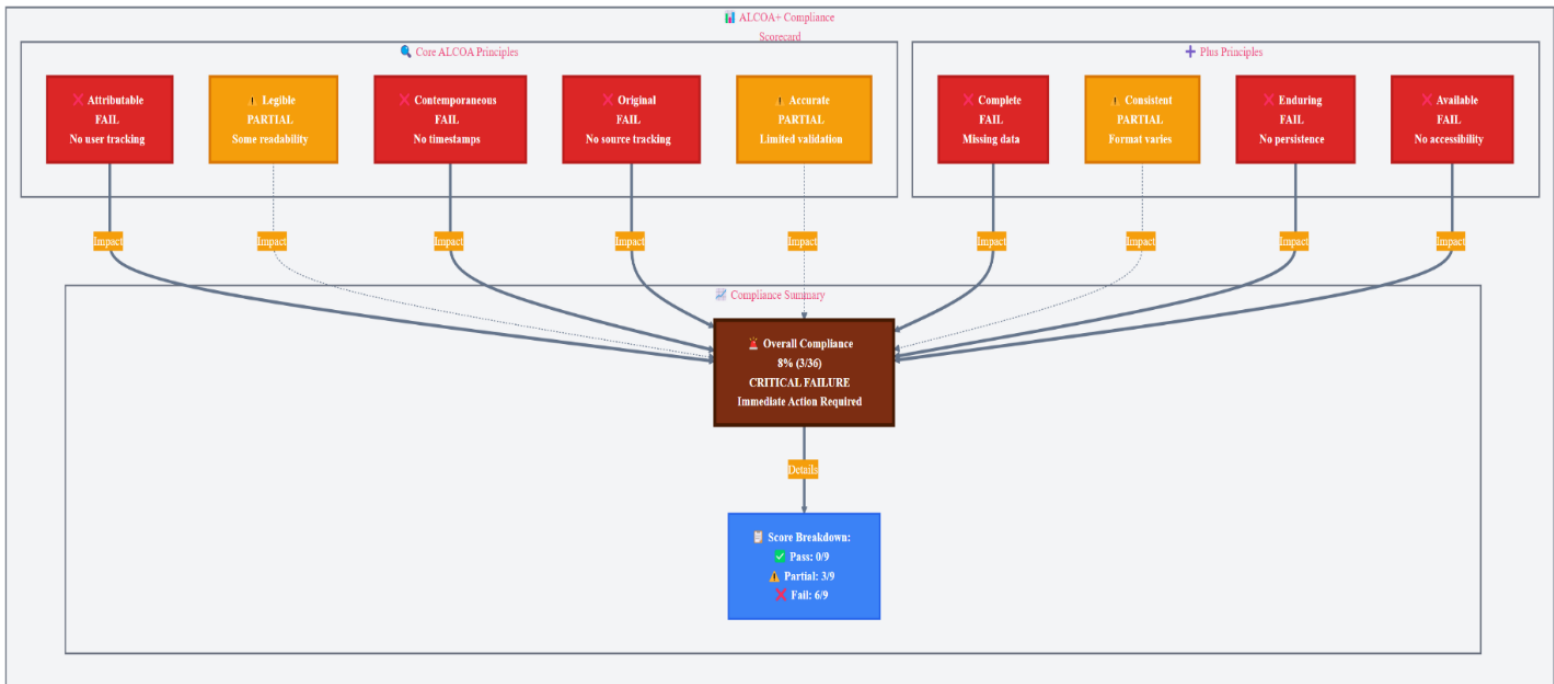 📊 ALCOA+ Compliance
Scorecard
🔍 Core ALCOA Principles
➕ Plus Principles
❌ Attributable
FAIL
No user tracking
⚠️ Legible
PARTIAL
Some readability
❌ Contemporaneous
FAIL
No timestamps
❌ Original
FAIL
No source tracking
⚠️ Accurate
PARTIAL
Limited validation
❌ Complete
FAIL
Missing data
⚠️ Consistent
PARTIAL
Format varies
❌ Enduring
FAIL
No persistence
❌ Available
FAIL
No accessibility
Impact
Impact
Impact
Impact
Impact
Impact
Impact
Impact
Impact
📈 Compliance Summary
🚨 Overall Compliance
8% (3/36)
CRITICAL FAILURE
Immediate Action Required
Details
📋 Score Breakdown:
✅ Pass: 0/9
⚠️ Partial: 3/9
❌ Fail: 6/9